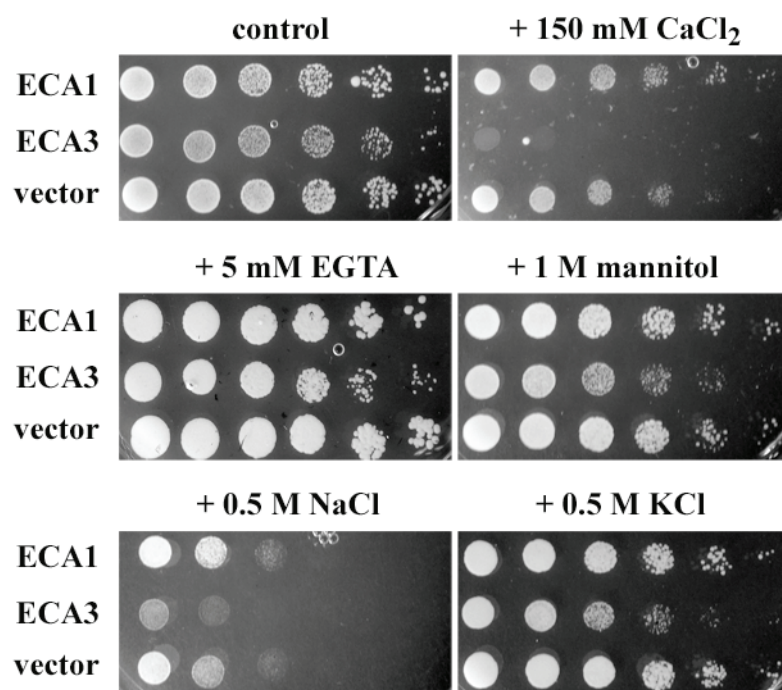 control
+ 150 mM CaCl₂
ECA1
ECA3
vector
+ 5 mM EGTA
+ 1 M mannitol
ECA1
ECA3
vector
+ 0.5 M NaCl
+ 0.5 M KCl
ECA1
ECA3
vector